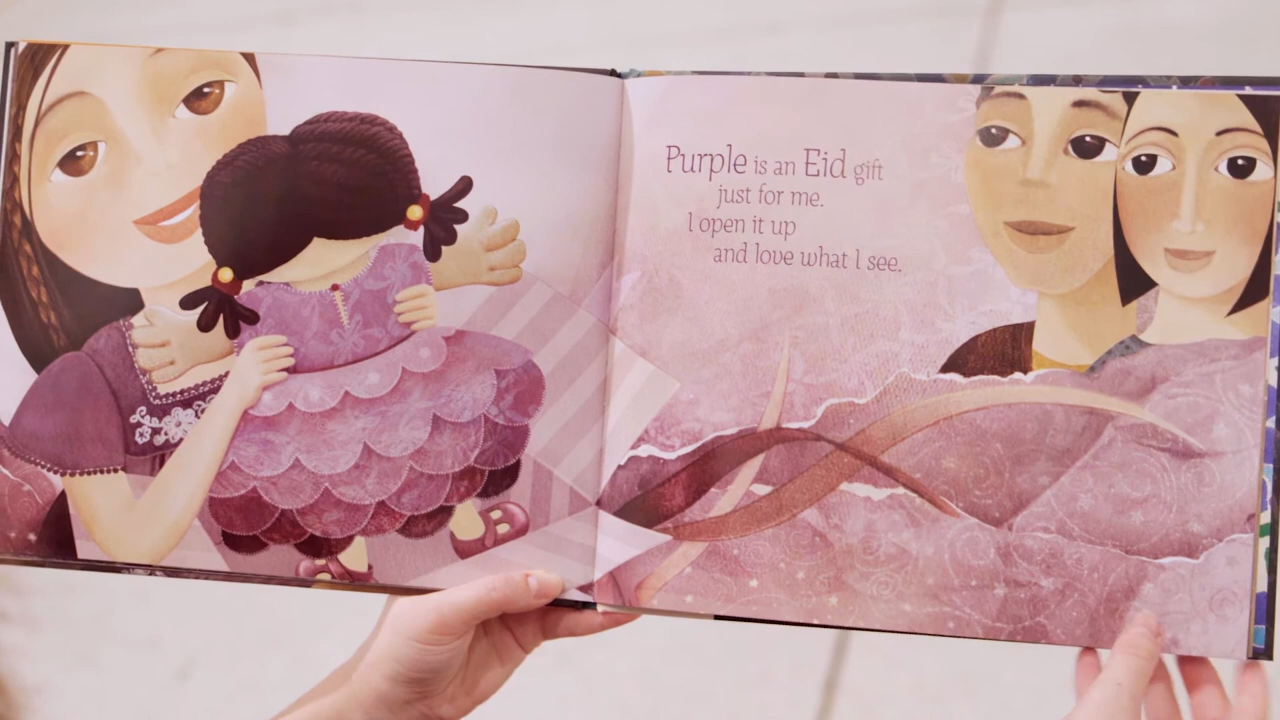 Purple is an Eid gift
just for me.
I open it up
and love what I see.